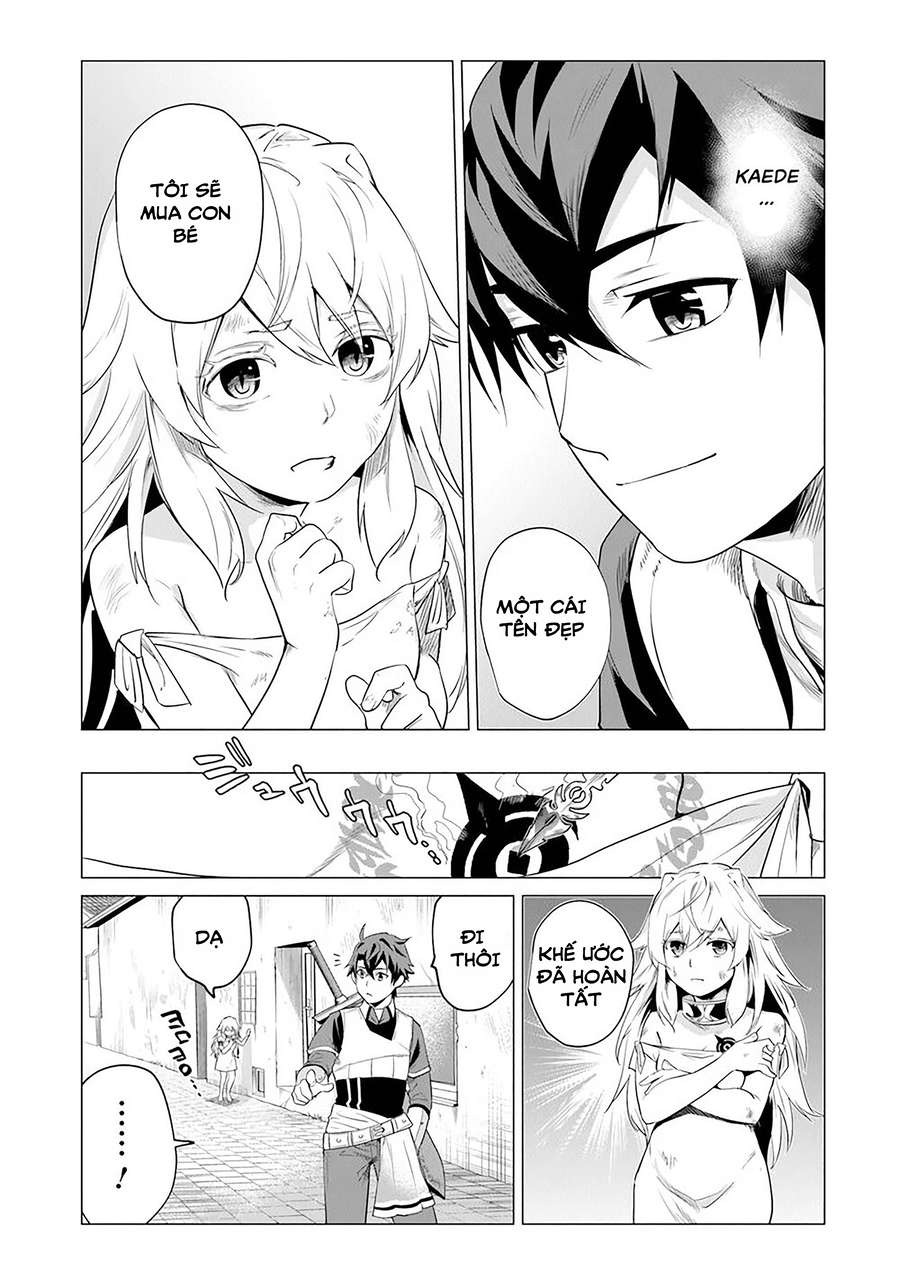 KAEDE
...
MỘT CÁI
TÊN ĐẸP
TÔI SẼ
MUA CON
BÉ
KHẾ ƯỚC
ĐÃ HOÀN
TẤT
ĐI
THÔI
DẠ
......!